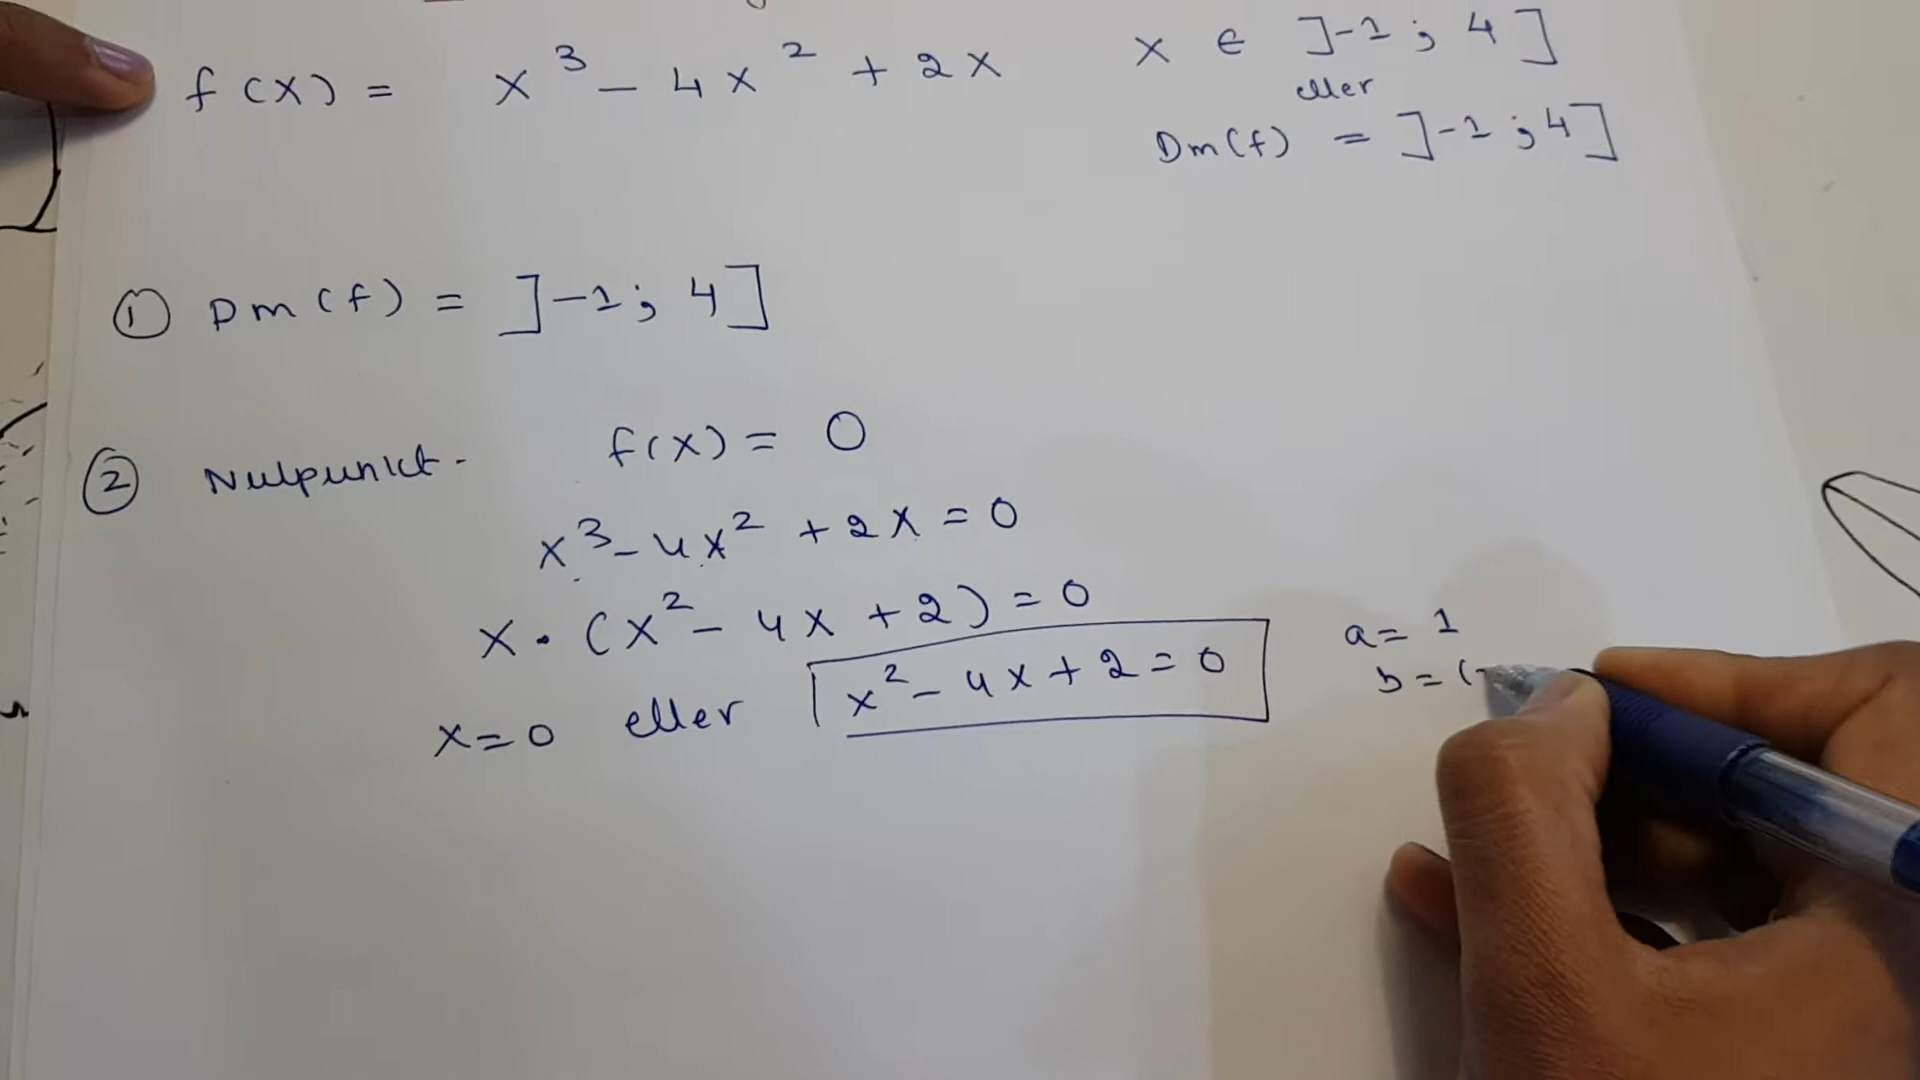 f(x) = x³ - 4x² + 2x
x ∈ ]-1 ; 4]
eller
Dm(f) = ]-1 ; 4]
① Dm(f) = ]-1 ; 4]
② Nulpunkt - f(x) = 0
x³ - 4x² + 2x = 0
x · (x² - 4x + 2) = 0
x = 0 eller x² - 4x + 2 = 0
a = 1
b = (-